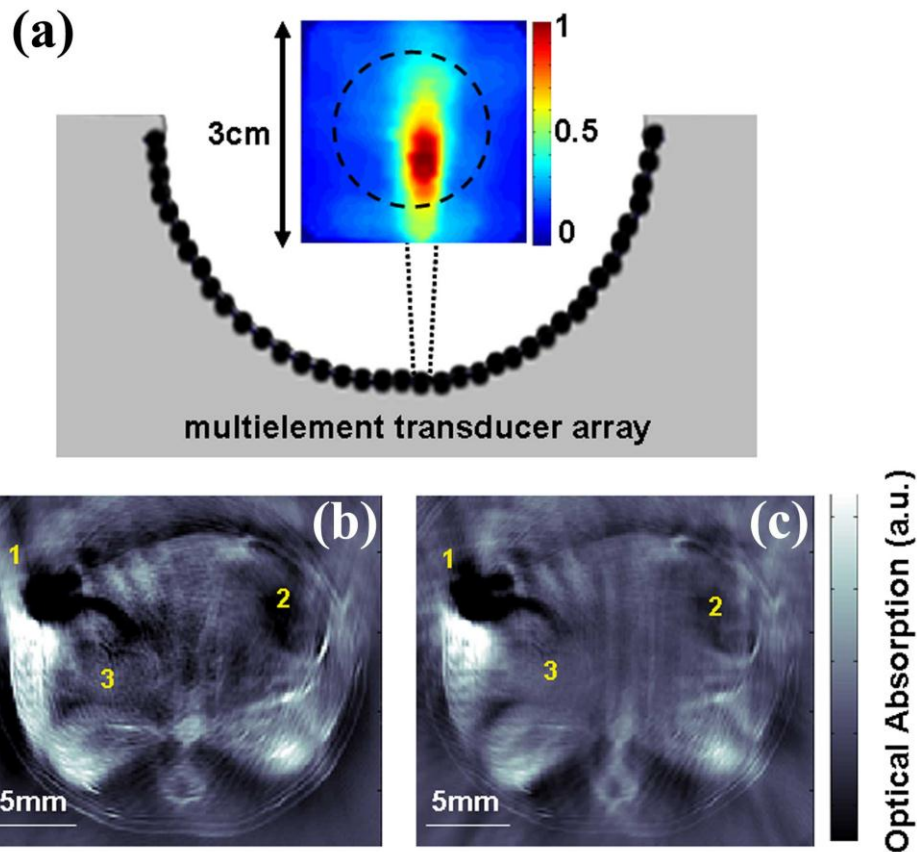 (a)
3cm
1
0.5
0
multielement transducer array
(b)
1
2
3
5mm
(c)
1
2
3
5mm
Optical Absorption (a.u.)